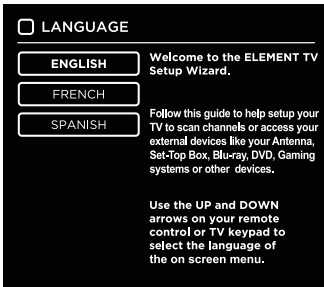 LANGUAGE
ENGLISH
FRENCH
SPANISH
Welcome to the ELEMENT TV
Setup Wizard.
Follow this guide to help setup your
TV to scan channels or access your
external devices like your Antenna,
Set-Top Box, Blu-ray, DVD, Gaming
systems or other devices.
Use the UP and DOWN
arrows on your remote
control or TV keypad to
select the language of
the on screen menu.